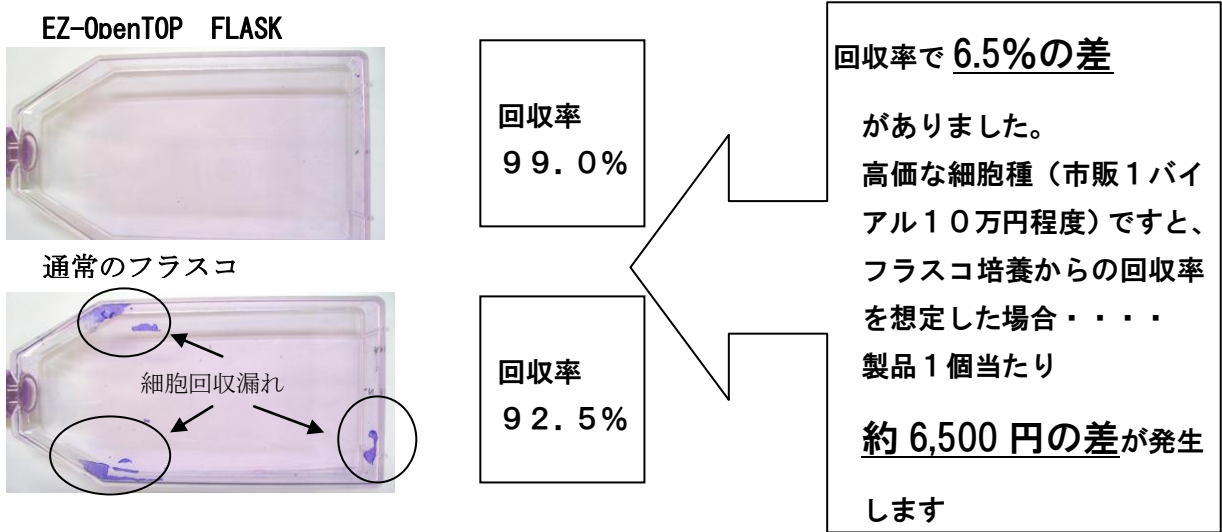 EZ-OpenTOP FLASK
回収率
９９．０％
通常のフラスコ
細胞回収漏れ
回収率
９２．５％
回収率で 6.5%の差
がありました。
高価な細胞種（市販１バイ
アル１０万円程度）ですと、
フラスコ培養からの回収率
を想定した場合・・・・
製品１個当たり
約 6,500 円の差が発生
します